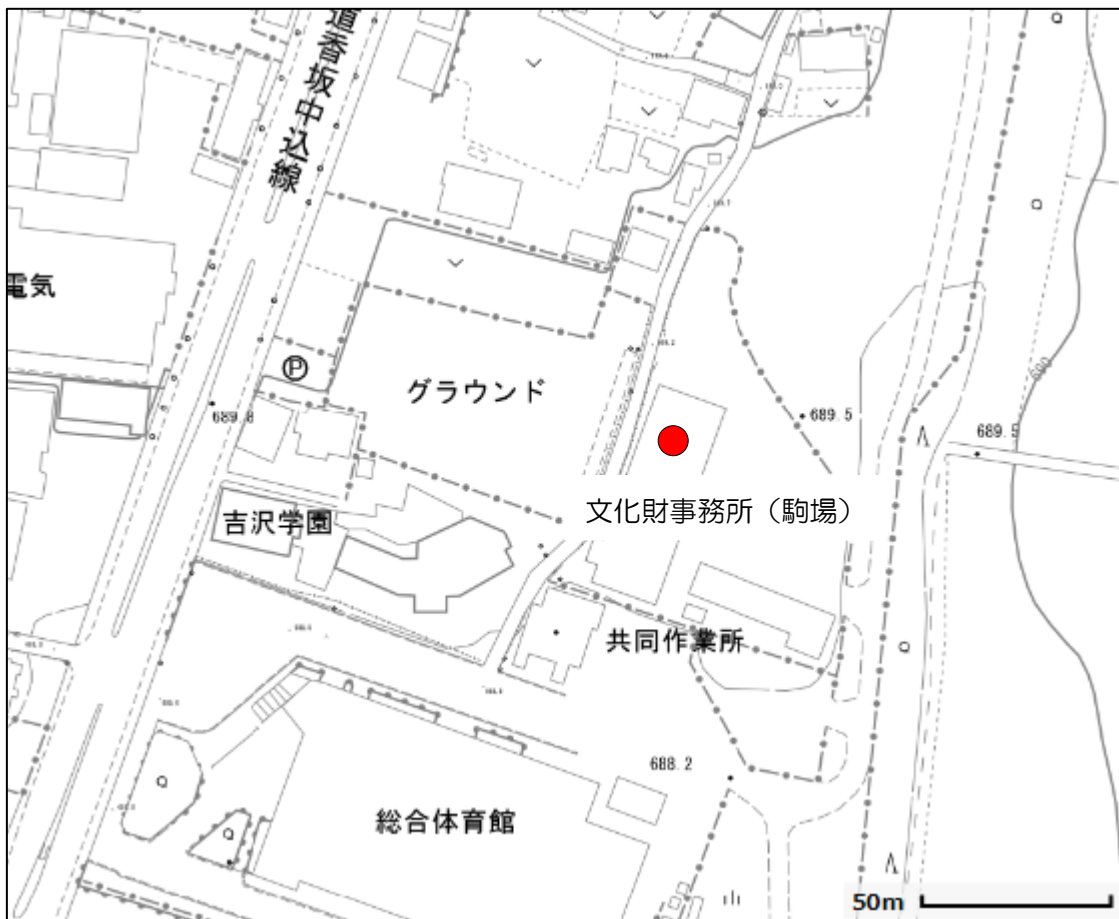 道香坂中込線
電気
Ⓟ
グラウンド
689.8
689.5
689.5
690
文化財事務所（駒場）
吉沢学園
共同作業所
688.2
総合体育館
50m